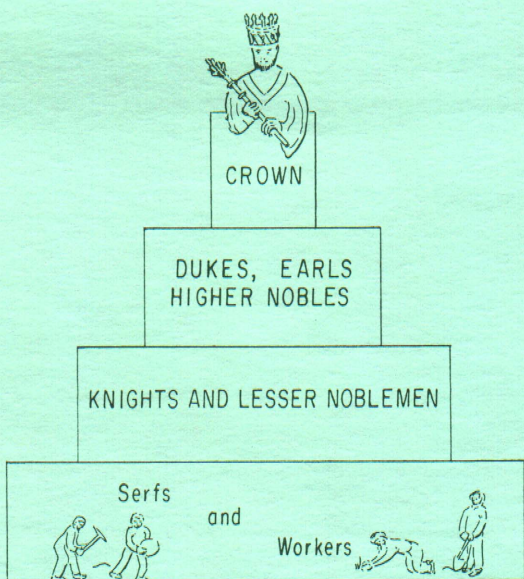 CROWN
DUKES, EARLS
HIGHER NOBLES
KNIGHTS AND LESSER NOBLEMEN
Serfs
and
Workers